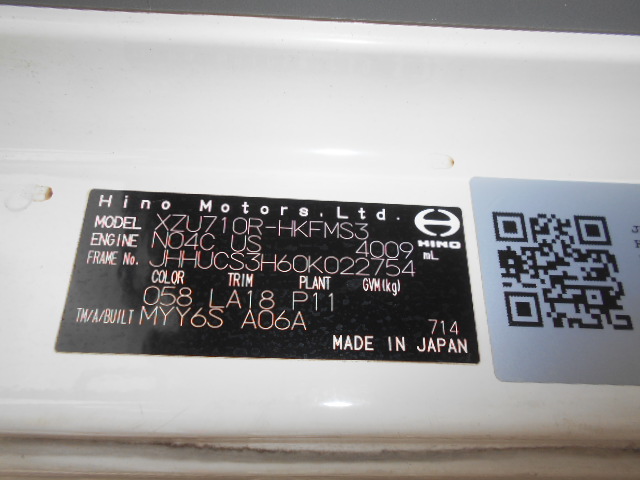 Hino Motors, Ltd.
MODEL XZU710R-HKFMS3
ENGINE N04C US 4009 mL
HINO
FRAME No. JHHUCS3H60K022754
COLOR TRIM PLANT GVM(kg)
058 LA18 P11
TM/A/BUILT MYY6S A06A
714
MADE IN JAPAN